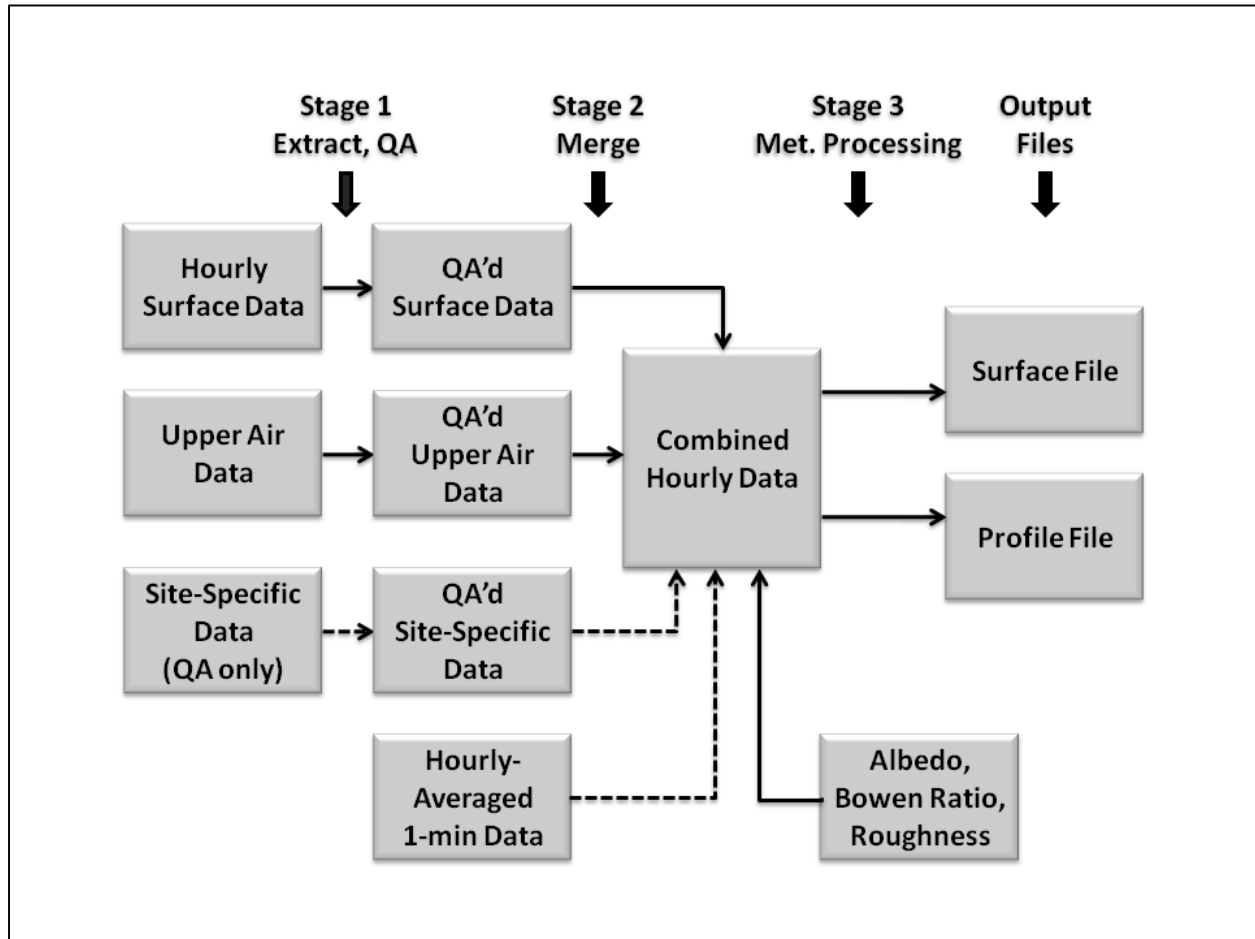 Stage 1
Extract, QA
Stage 2
Merge
Stage 3
Met. Processing
Output
Files
Hourly
Surface Data
QA’d
Surface Data
Surface File
Upper Air
Data
QA’d
Upper Air
Data
Combined
Hourly Data
Profile File
Site-Specific
Data
(QA only)
QA’d
Site-Specific
Data
Hourly-
Averaged
1-min Data
Albedo,
Bowen Ratio,
Roughness